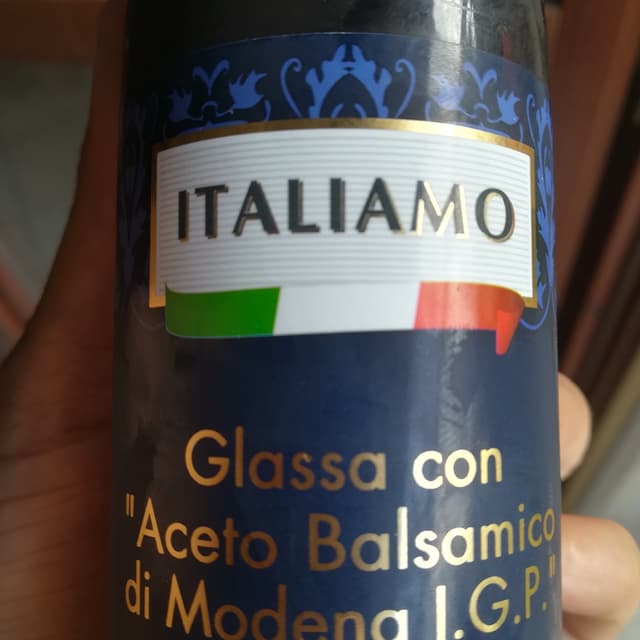 ITALIAMO
Glassa con
"Aceto Balsamico
di Modena I.G.P."